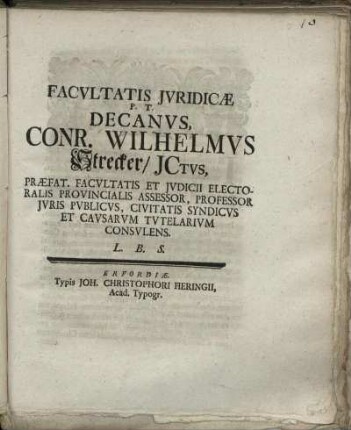 FACVLTATIS JVRIDICÆ
P. T.
DECANVS,
CONR. WILHELMVS
Strecker/ JCTVS,
PRÆFAT. FACVLTATIS ET JVDICII ELECTO-
RALIS PROVINCIALIS ASSESSOR, PROFESSOR
JVRIS PVBLICVS, CIVITATIS SYNDICVS
ET CAVSARVM TVTELARIVM
CONSVLENS.
L. B. S.
ERFORDIÆ.
Typis JOH. CHRISTOPHORI HERINGII,
Acad. Typogr.